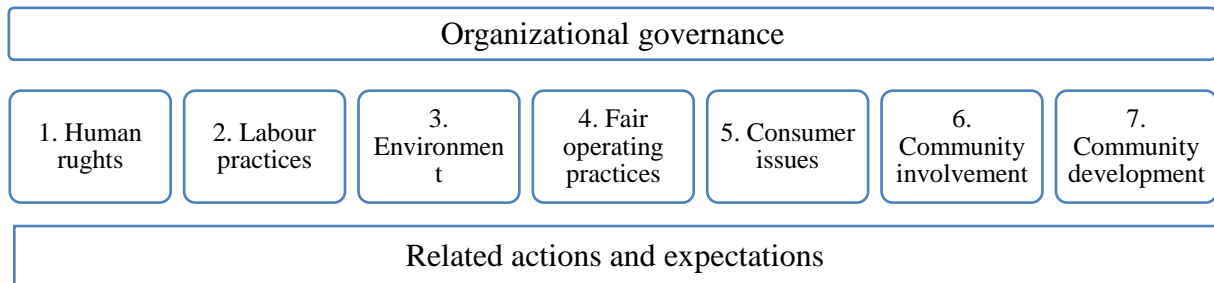 Organizational governance
1. Human
rughts
2. Labour
practices
3.
Environmen
t
4. Fair
operating
practices
5. Consumer
issues
6.
Community
involvement
7.
Community
development
Related actions and expectations